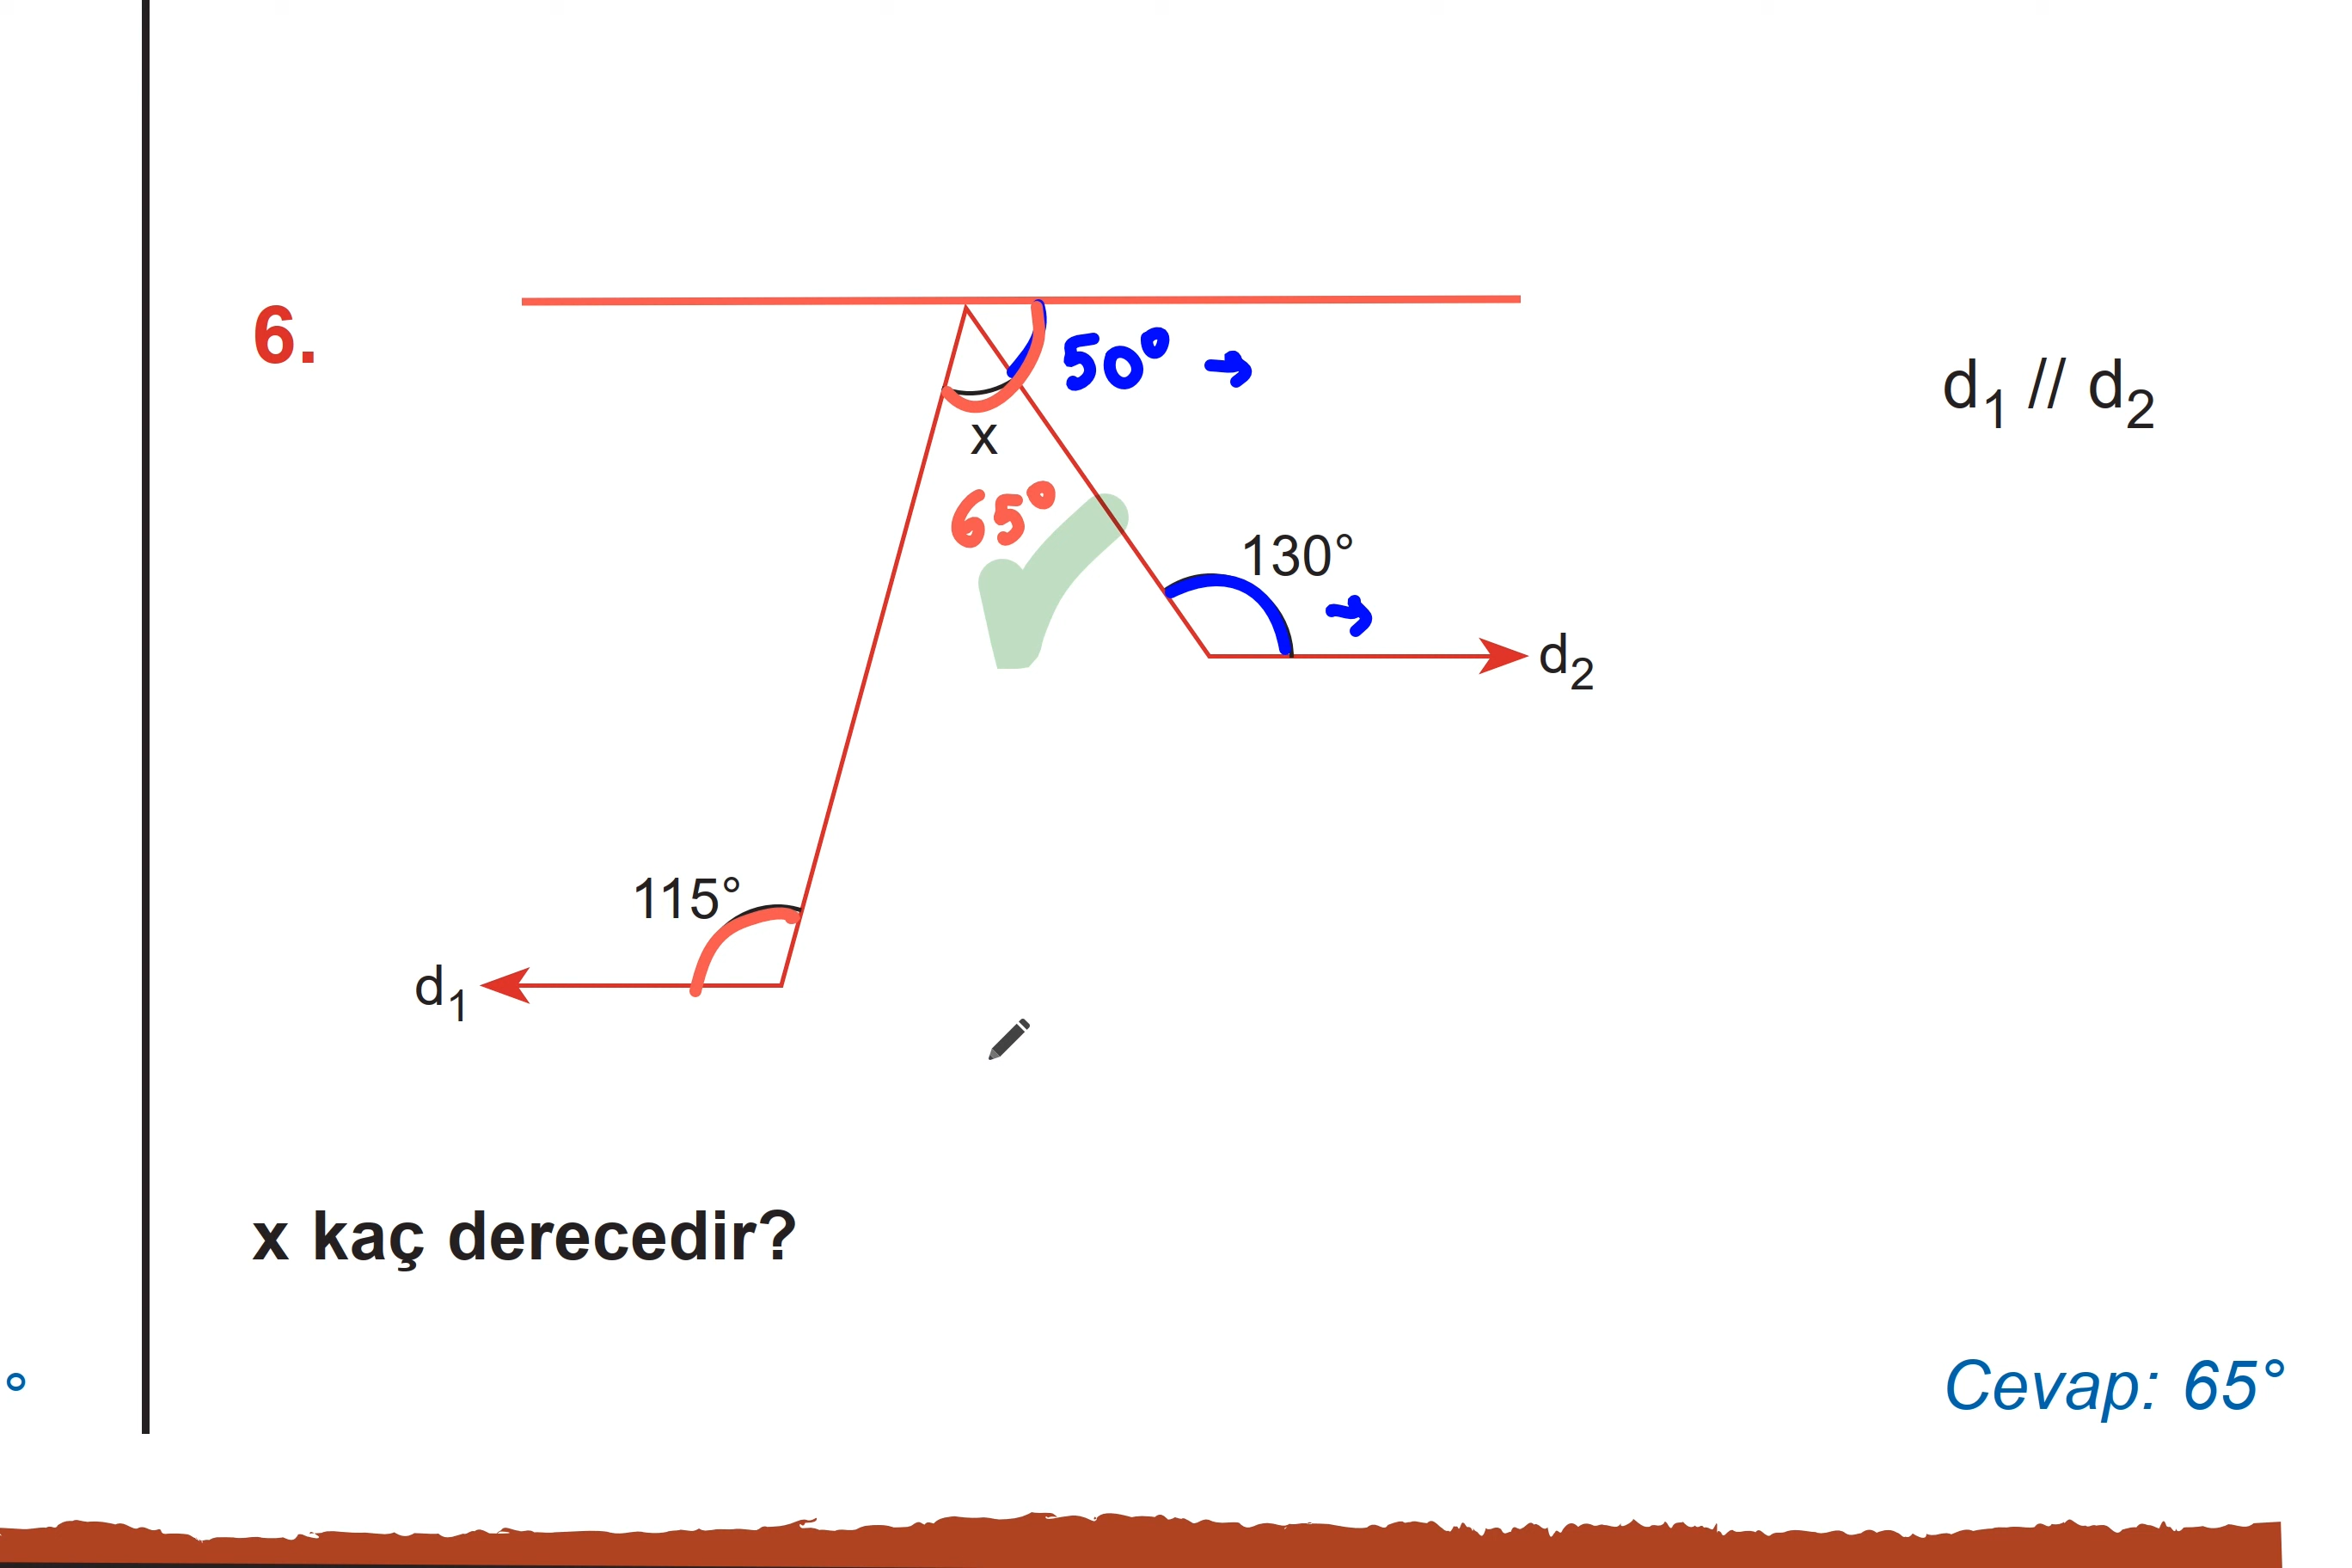 6.
50° →
d1 // d2
x
65°
130°
→
d2
115°
d1
x kaç derecedir?
°
Cevap: 65°